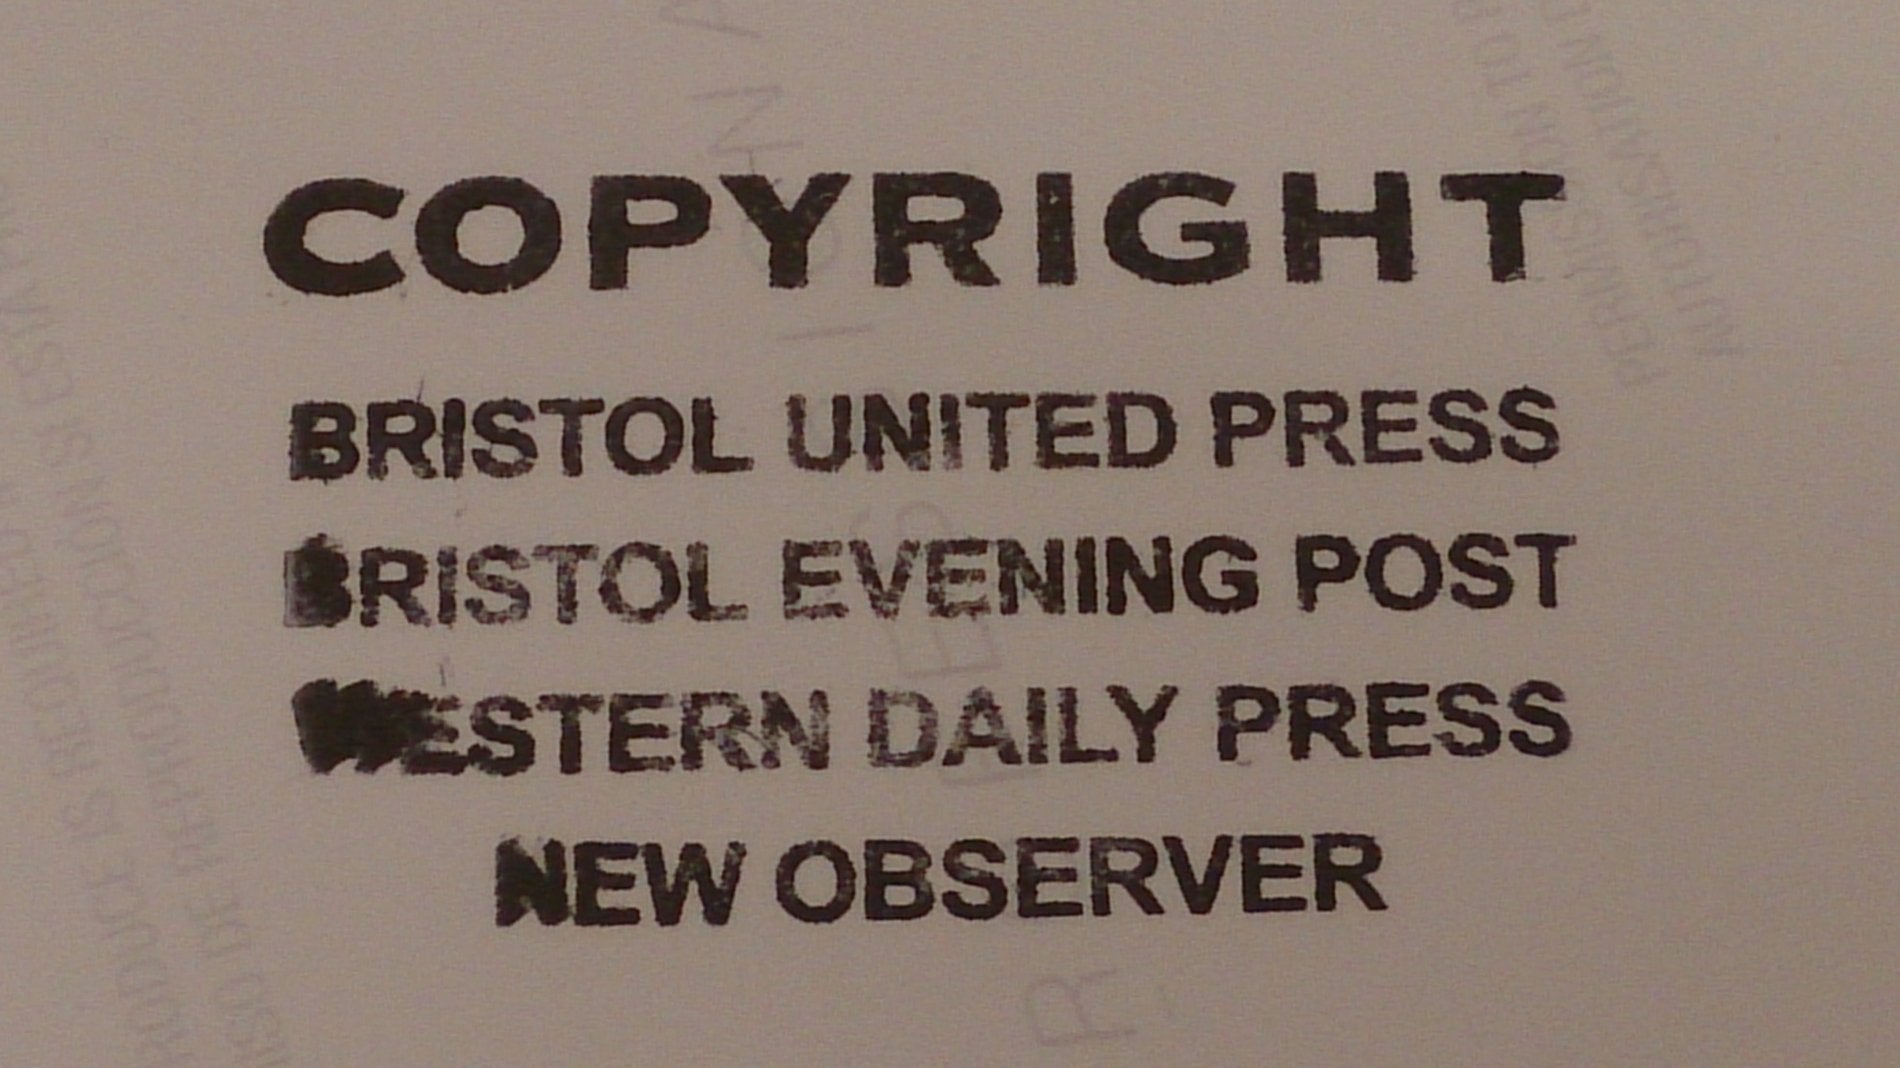 COPYRIGHT
BRISTOL UNITED PRESS
BRISTOL EVENING POST
WESTERN DAILY PRESS
NEW OBSERVER